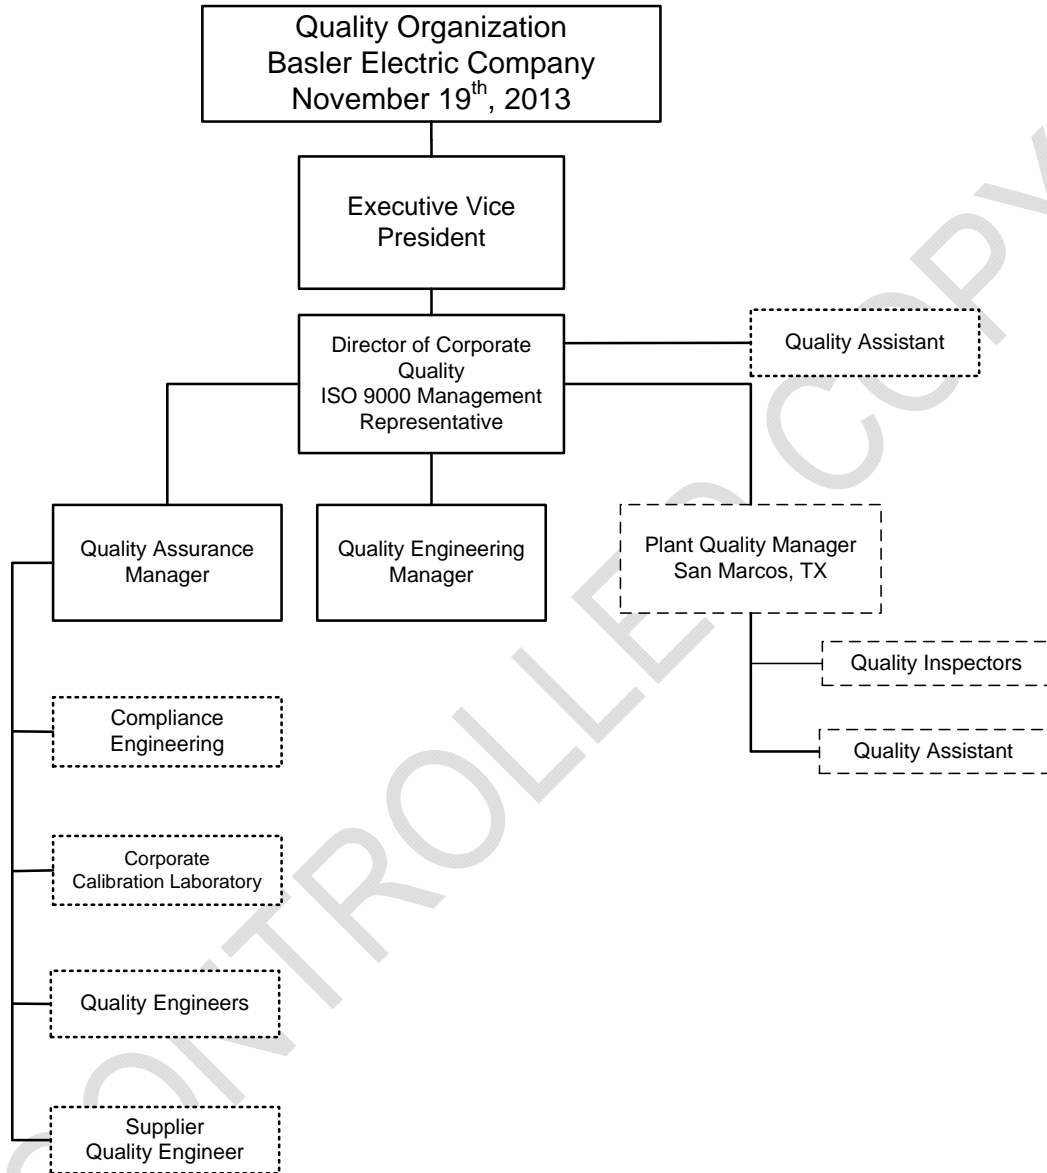 Quality Organization
Basler Electric Company
November 19th, 2013
Executive Vice
President
Director of Corporate
Quality
ISO 9000 Management
Representative
Quality Assistant
Quality Assurance
Manager
Quality Engineering
Manager
Plant Quality Manager
San Marcos, TX
Quality Inspectors
Quality Assistant
Compliance
Engineering
Corporate
Calibration Laboratory
Quality Engineers
Supplier
Quality Engineer
CONTROLLED COPY